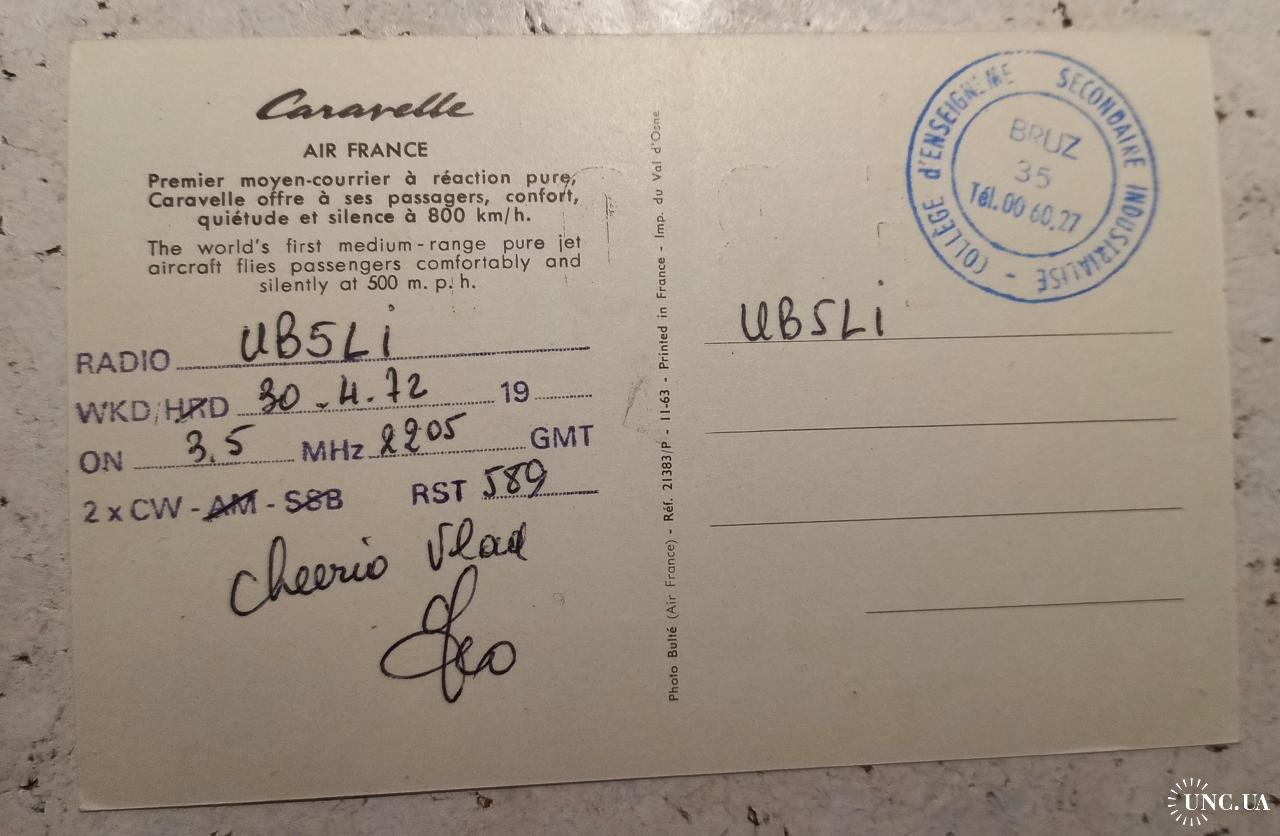 Caravelle
AIR FRANCE
Premier moyen-courrier à réaction pure,
Caravelle offre à ses passagers, confort,
quiétude et silence à 800 km/h.
The world's first medium-range pure jet
aircraft flies passengers comfortably and
silently at 500 m. p. h.
RADIO UB5Li
WKD/HRD 30.4.72 19
ON 3.5 MHz 2205 GMT
2 x CW - AM - SSB RST 589
Cheerio Vlad
Geo
Photo Bulté (Air France) - Réf. 21383/P - 11-63 - Printed in France - Imp. du Val d'Osne
COLLÈGE d'ENSEIGNEME SECONDAIRE INDUSTRIALISÉ -
BRUZ
35
Tél. 00 60.27
UB5Li
UNC.UA